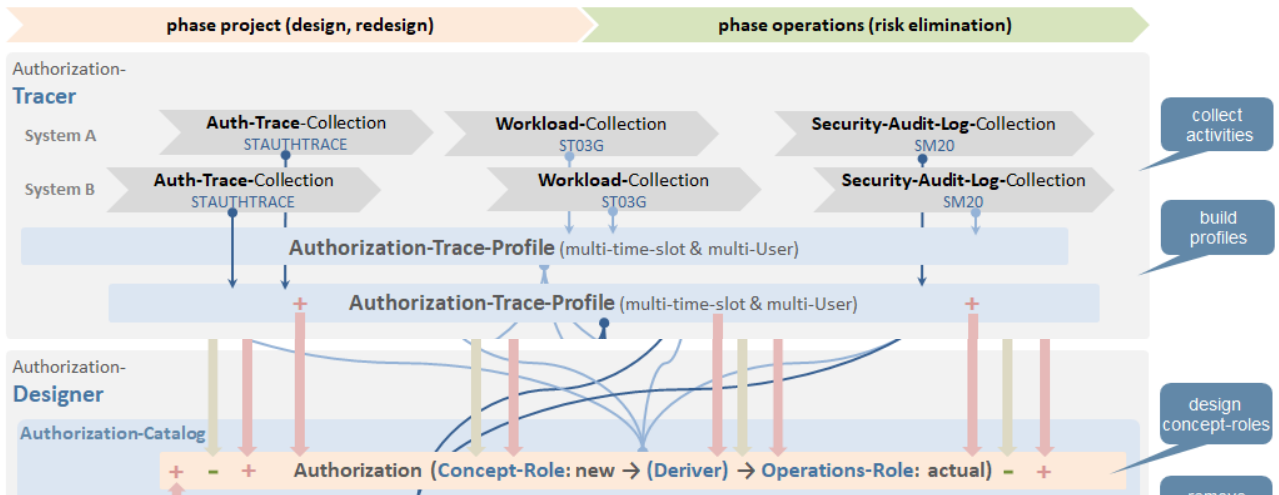 phase project (design, redesign)
phase operations (risk elimination)
Authorization-
Tracer
System A
Auth-Trace-Collection
STAUTHTRACE
Workload-Collection
ST03G
Security-Audit-Log-Collection
SM20
collect
activities
System B
Auth-Trace-Collection
STAUTHTRACE
Workload-Collection
ST03G
Security-Audit-Log-Collection
SM20
Authorization-Trace-Profile (multi-time-slot & multi-User)
build
profiles
+ Authorization-Trace-Profile (multi-time-slot & multi-User) +
Authorization-
Designer
design
concept-roles
Authorization-Catalog
+ - + Authorization (Concept-Role: new → (Deriver) → Operations-Role: actual) - +
remove